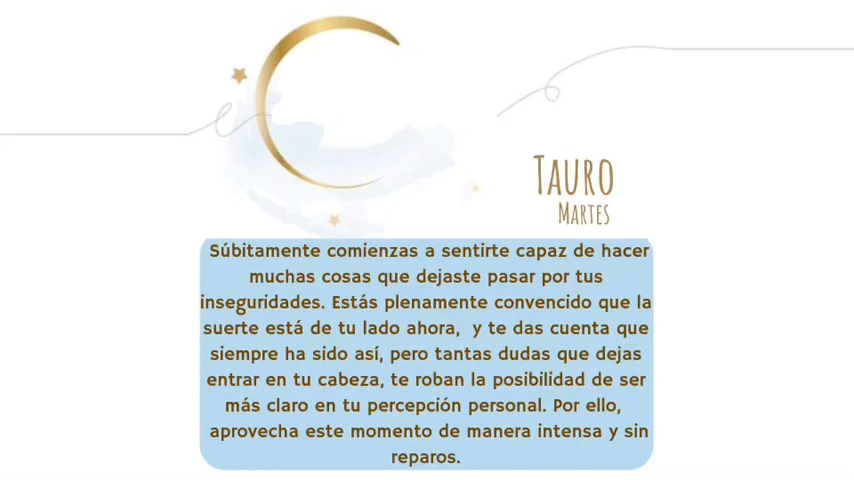 Tauro
Martes
Súbitamente comienzas a sentirte capaz de hacer
muchas cosas que dejaste pasar por tus
inseguridades. Estás plenamente convencido que la
suerte está de tu lado ahora, y te das cuenta que
siempre ha sido así, pero tantas dudas que dejas
entrar en tu cabeza, te roban la posibilidad de ser
más claro en tu percepción personal. Por ello,
aprovecha este momento de manera intensa y sin
reparos.